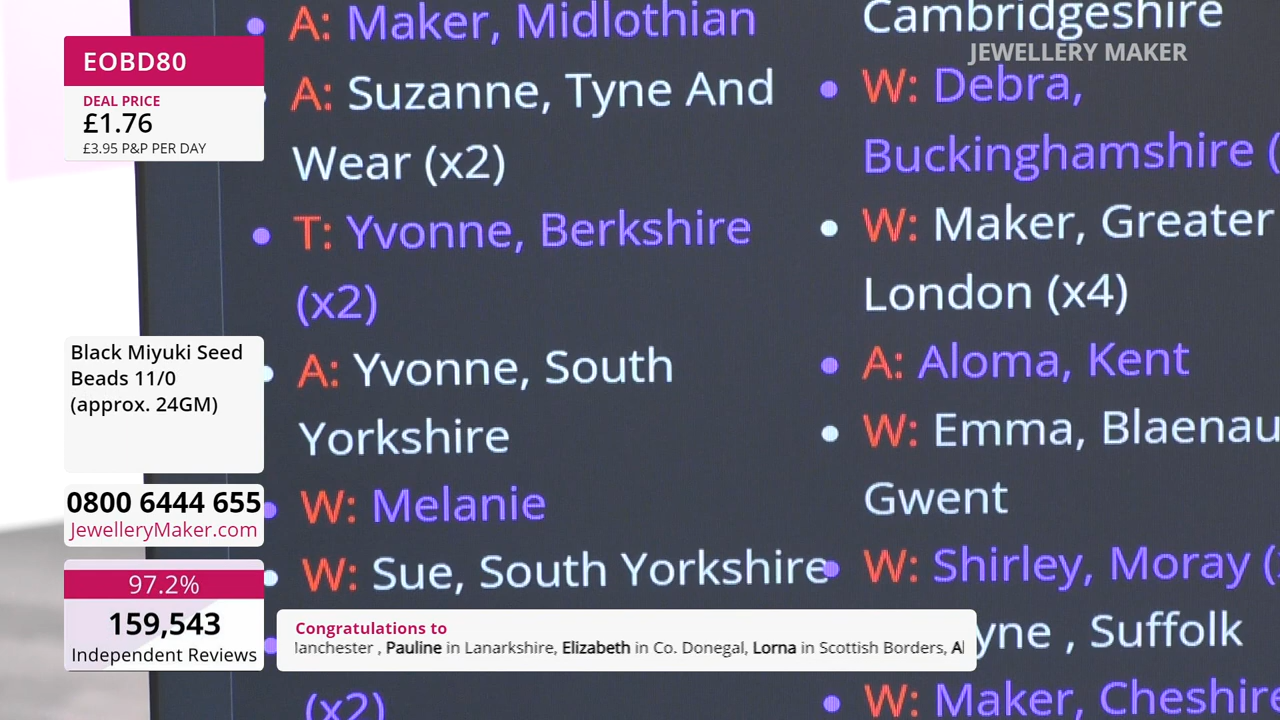 EOBD80
DEAL PRICE
£1.76
£3.95 P&P PER DAY
Black Miyuki Seed
Beads 11/0
(approx. 24GM)
0800 6444 655
JewelleryMaker.com
97.2%
159,543
Independent Reviews
A: Maker, Midlothian
A: Suzanne, Tyne And
Wear (x2)
T: Yvonne, Berkshire
(x2)
A: Yvonne, South
Yorkshire
W: Melanie
W: Sue, South Yorkshire
(x2)
Cambridgeshire
JEWELLERY MAKER
W: Debra,
Buckinghamshire (
W: Maker, Greater
London (x4)
A: Aloma, Kent
W: Emma, Blaenau
Gwent
W: Shirley, Moray (
yne , Suffolk
W: Maker, Cheshire
Congratulations to
lanchester , Pauline in Lanarkshire, Elizabeth in Co. Donegal, Lorna in Scottish Borders,